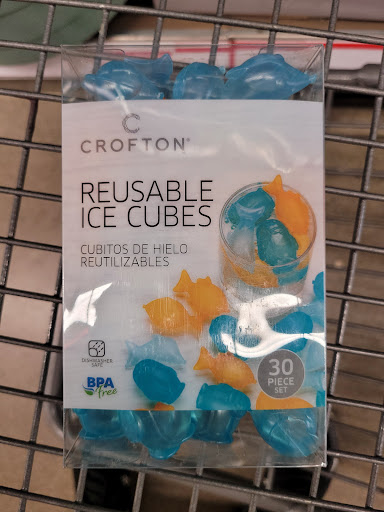 C
CROFTON®
REUSABLE
ICE CUBES
CUBITOS DE HIELO
REUTILIZABLES
DISHWASHER
SAFE
BPA
free
30
PIECE
SET